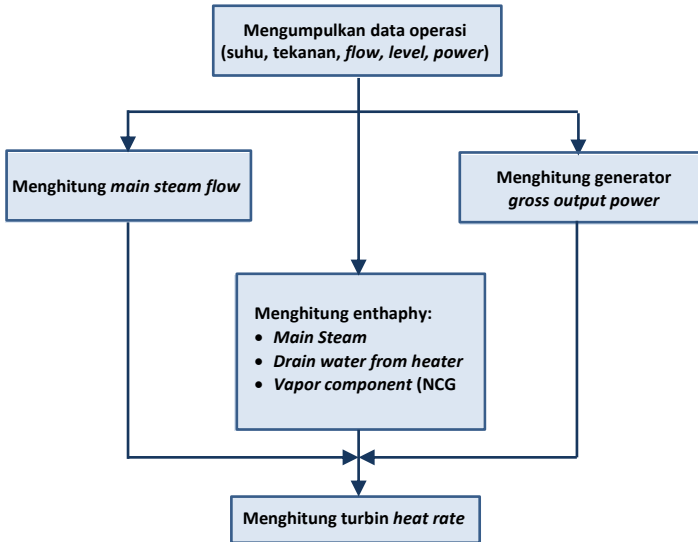 Mengumpulkan data operasi
(suhu, tekanan, flow, level, power)
Menghitung main steam flow
Menghitung generator
gross output power
Menghitung enthaphy:
• Main Steam
• Drain water from heater
• Vapor component (NCG
Menghitung turbin heat rate